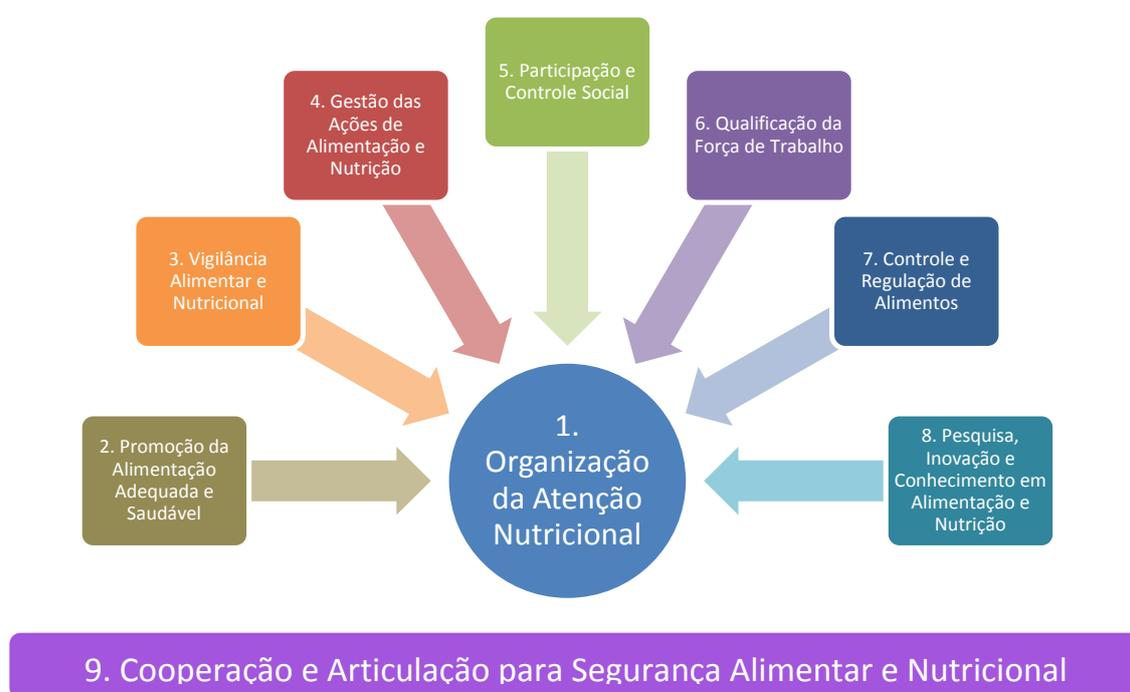 5. Participação e
Controle Social
4. Gestão das
Ações de
Alimentação e
Nutrição
6. Qualificação da
Força de Trabalho
3. Vigilância
Alimentar e
Nutricional
7. Controle e
Regulação de
Alimentos
2. Promoção da
Alimentação
Adequada e
Saudável
1.
Organização
da Atenção
Nutricional
8. Pesquisa,
Inovação e
Conhecimento em
Alimentação e
Nutrição
9. Cooperação e Articulação para Segurança Alimentar e Nutricional